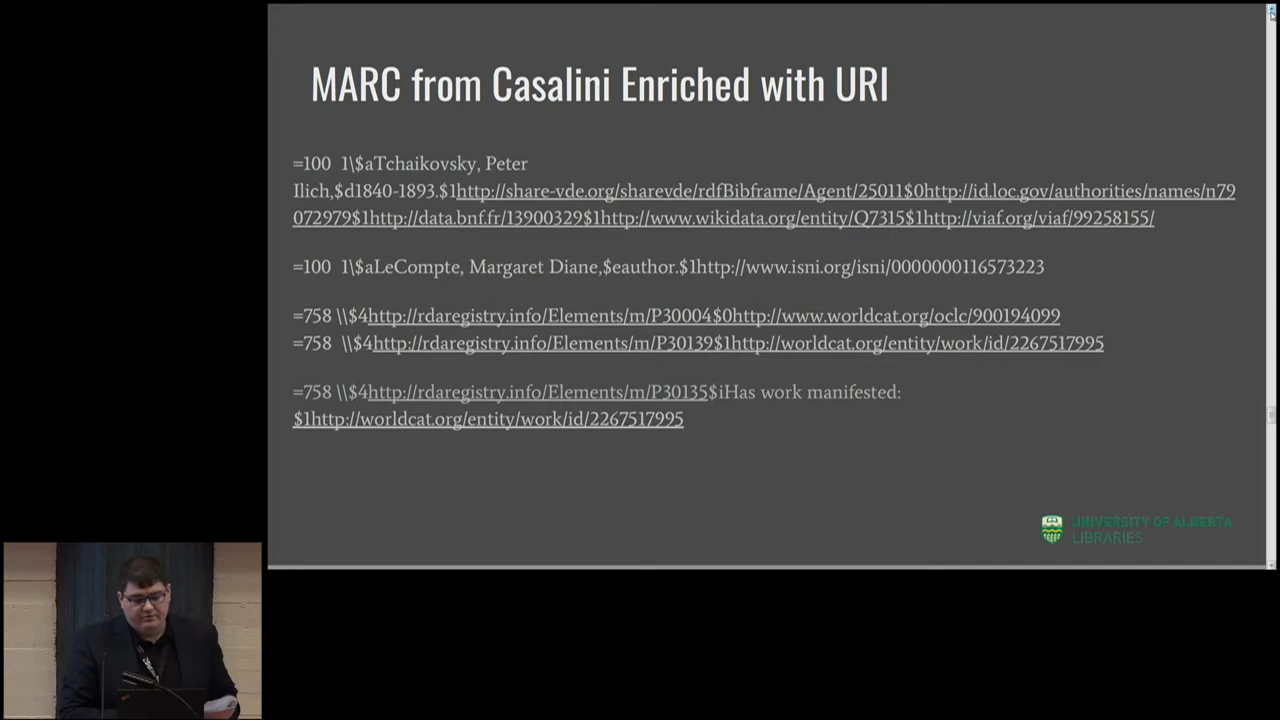 MARC from Casalini Enriched with URI
=100  1\$aTchaikovsky, Peter
Ilich,$d1840-1893.$1http://share-vde.org/sharevde/rdfBibframe/Agent/25011$0http://id.loc.gov/authorities/names/n79
072979$1http://data.bnf.fr/13900329$1http://www.wikidata.org/entity/Q7315$1http://viaf.org/viaf/99258155/
=100  1\$aLeCompte, Margaret Diane,$eauthor.$1http://www.isni.org/isni/0000000116573223
=758 \\$4http://rdaregistry.info/Elements/m/P30004$0http://www.worldcat.org/oclc/900194099
=758  \\$4http://rdaregistry.info/Elements/m/P30139$1http://worldcat.org/entity/work/id/2267517995
=758 \\$4http://rdaregistry.info/Elements/m/P30135$iHas work manifested:
$1http://worldcat.org/entity/work/id/2267517995
UNIVERSITY OF ALBERTA
LIBRARIES